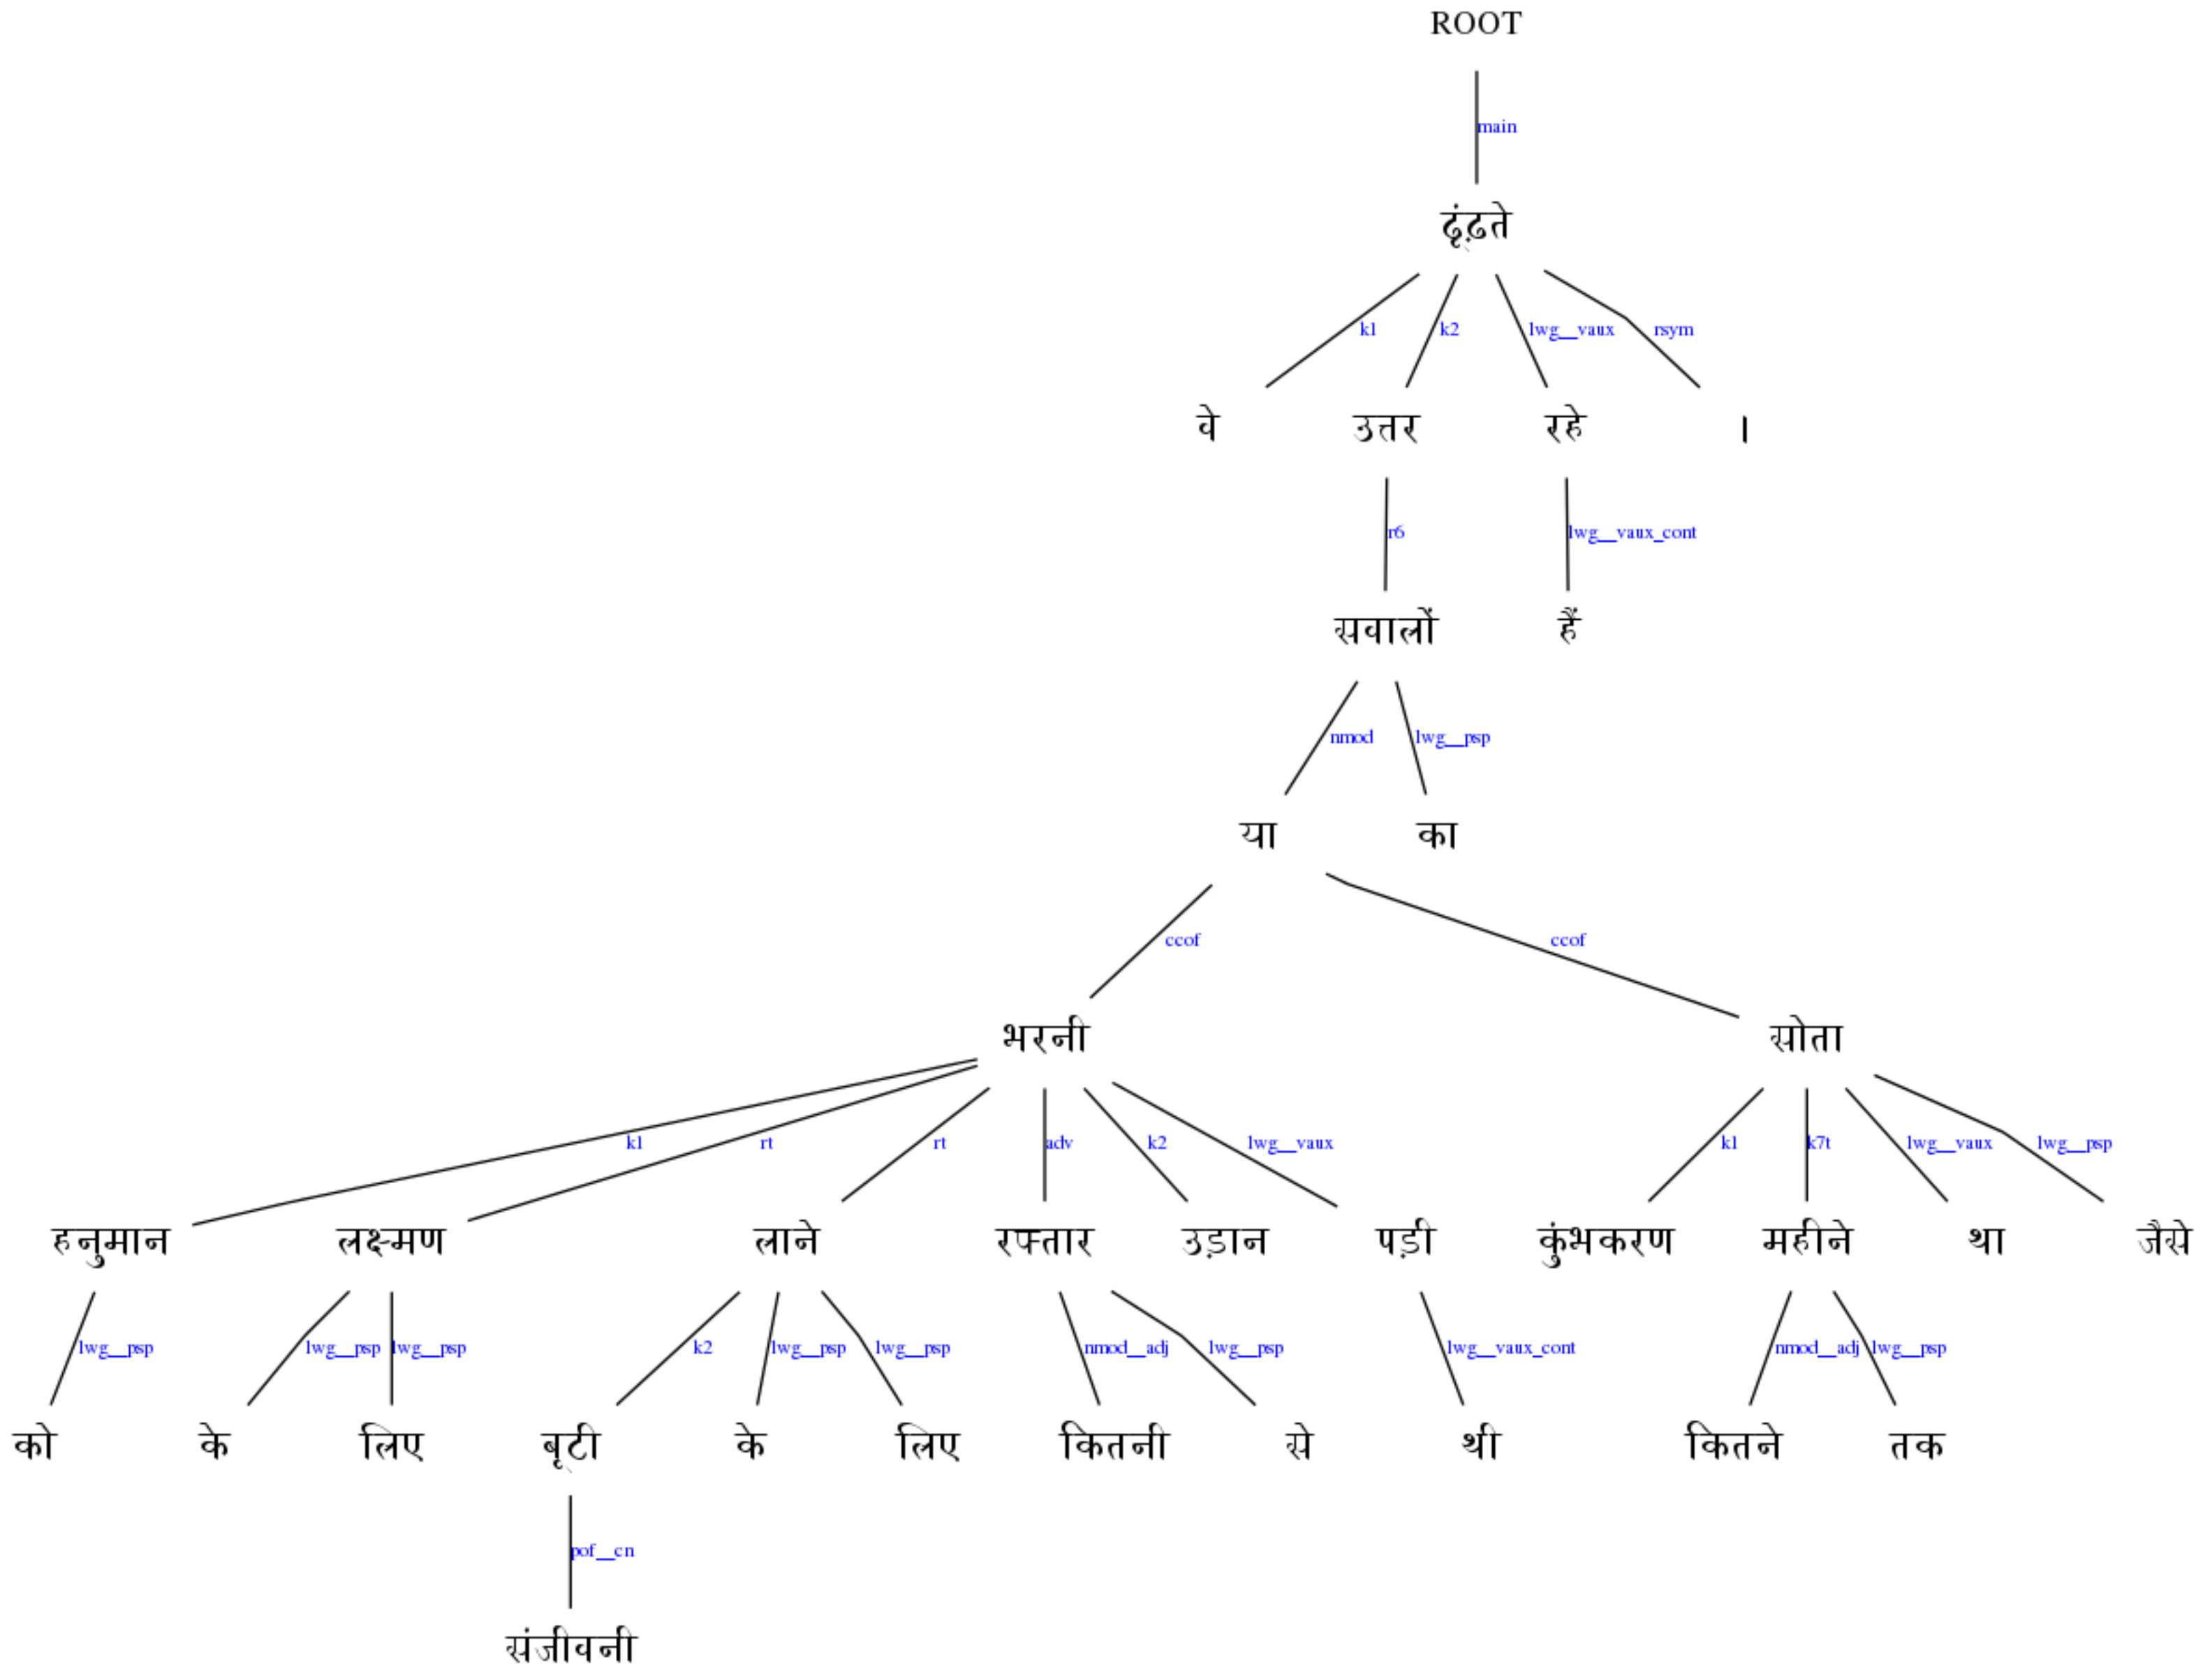 ROOT
main
ढूंढ़ते
k1 k2 lwg__vaux rsym
वे उत्तर रहे ।
r6 lwg__vaux_cont
सवालों हैं
nmod lwg__psp
या का
ccof ccof
भरनी सोता
k1 rt rt adv k2 lwg__vaux k1 k7t lwg__vaux lwg__psp
हनुमान लक्ष्मण लाने रफ्तार उड़ान पड़ी कुंभकरण महीने था जैसे
lwg__psp lwg__psp lwg__psp k2 lwg__psp lwg__psp nmod__adj lwg__psp lwg__vaux_cont nmod__adj lwg__psp
को के लिए बूटी के लिए कितनी से थी कितने तक
pof__cn
संजीवनी